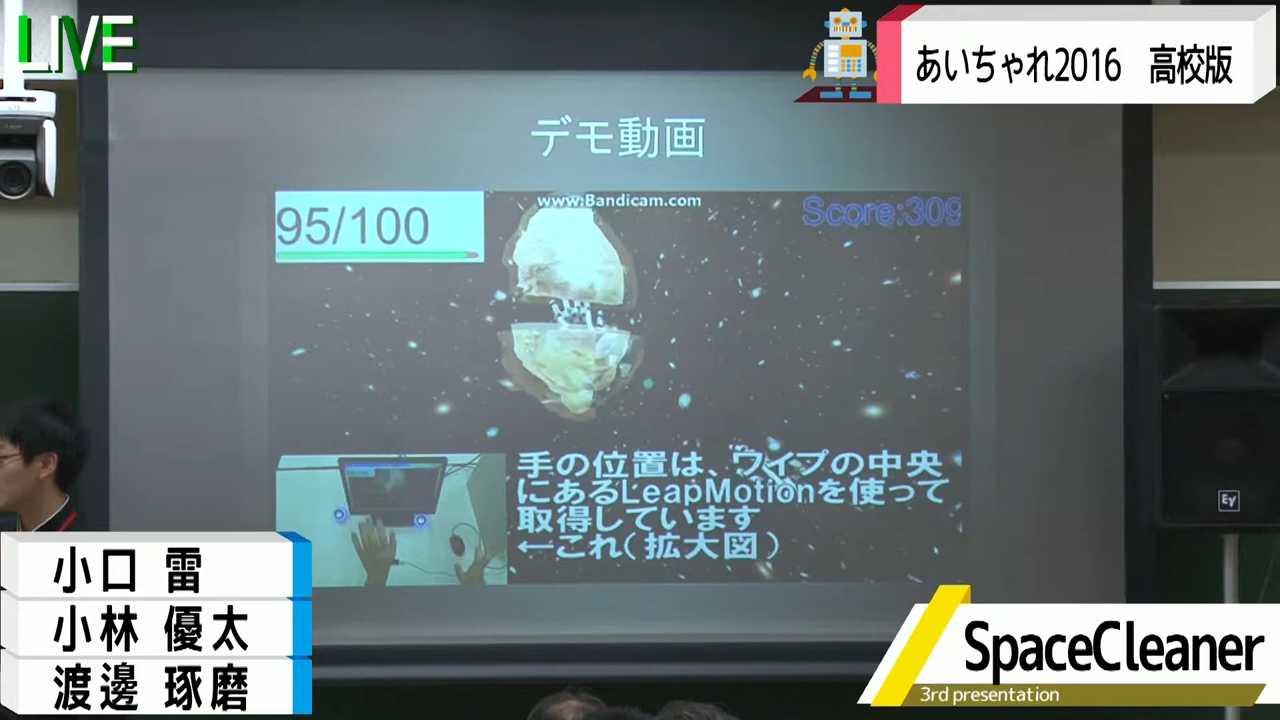 LIVE
あいちゃれ2016 高校版
デモ動画
95/100
www.Bandicam.com
Score:309
手の位置は、ワイプの中央
にあるLeapMotionを使って
取得しています
←これ(拡大図)
EV
小口 雷
小林 優太
渡邊 琢磨
SpaceCleaner
3rd presentation